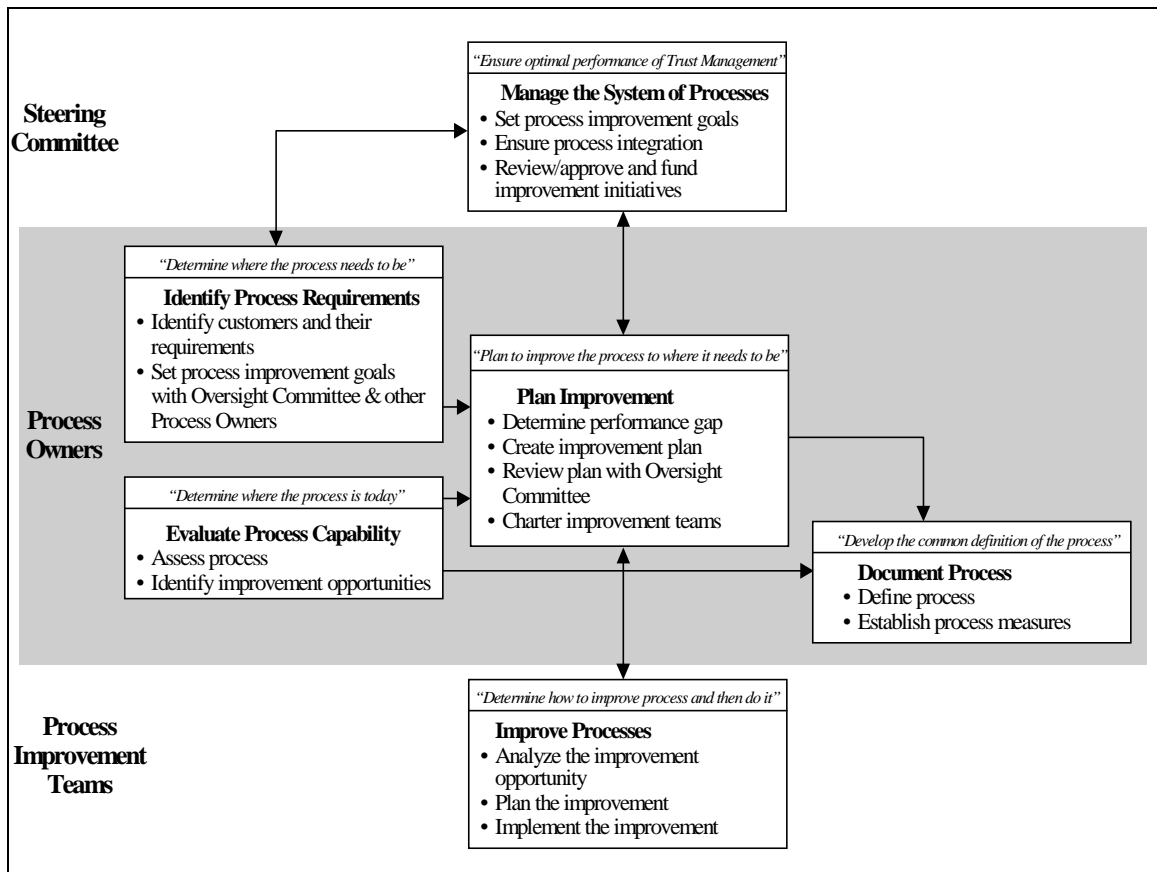 Steering
Committee
“Ensure optimal performance of Trust Management”
Manage the System of Processes
• Set process improvement goals
• Ensure process integration
• Review/approve and fund
improvement initiatives
Process
Owners
“Determine where the process needs to be”
Identify Process Requirements
• Identify customers and their
requirements
• Set process improvement goals
with Oversight Committee & other
Process Owners
“Determine where the process is today”
Evaluate Process Capability
• Assess process
• Identify improvement opportunities
“Plan to improve the process to where it needs to be”
Plan Improvement
• Determine performance gap
• Create improvement plan
• Review plan with Oversight
Committee
• Charter improvement teams
“Develop the common definition of the process”
Document Process
• Define process
• Establish process measures
Process
Improvement
Teams
“Determine how to improve process and then do it”
Improve Processes
• Analyze the improvement
opportunity
• Plan the improvement
• Implement the improvement